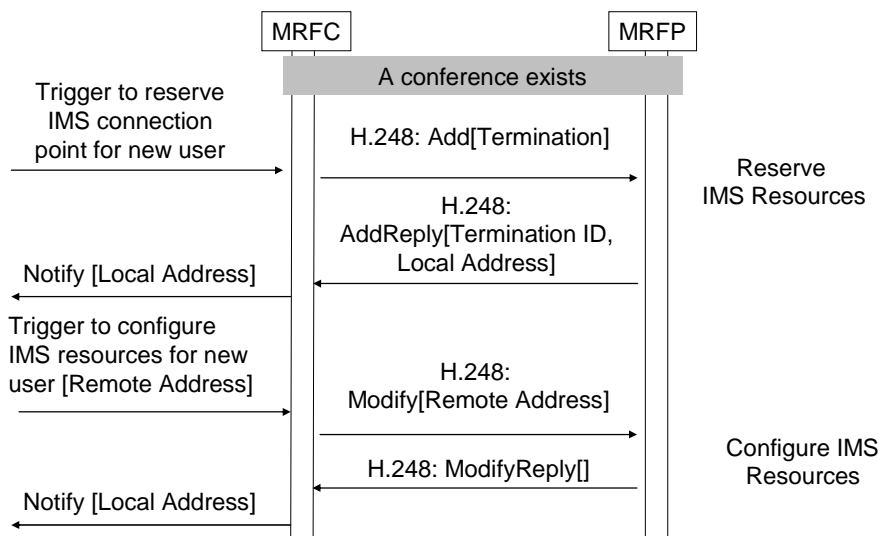 MRFC
MRFP
A conference exists
Trigger to reserve
IMS connection
point for new user
H.248: Add[Termination]
Reserve
IMS Resources
H.248:
AddReply[Termination ID,
Local Address]
Notify [Local Address]
Trigger to configure
IMS resources for new
user [Remote Address]
H.248:
Modify[Remote Address]
Configure IMS
Resources
H.248: ModifyReply[]
Notify [Local Address]